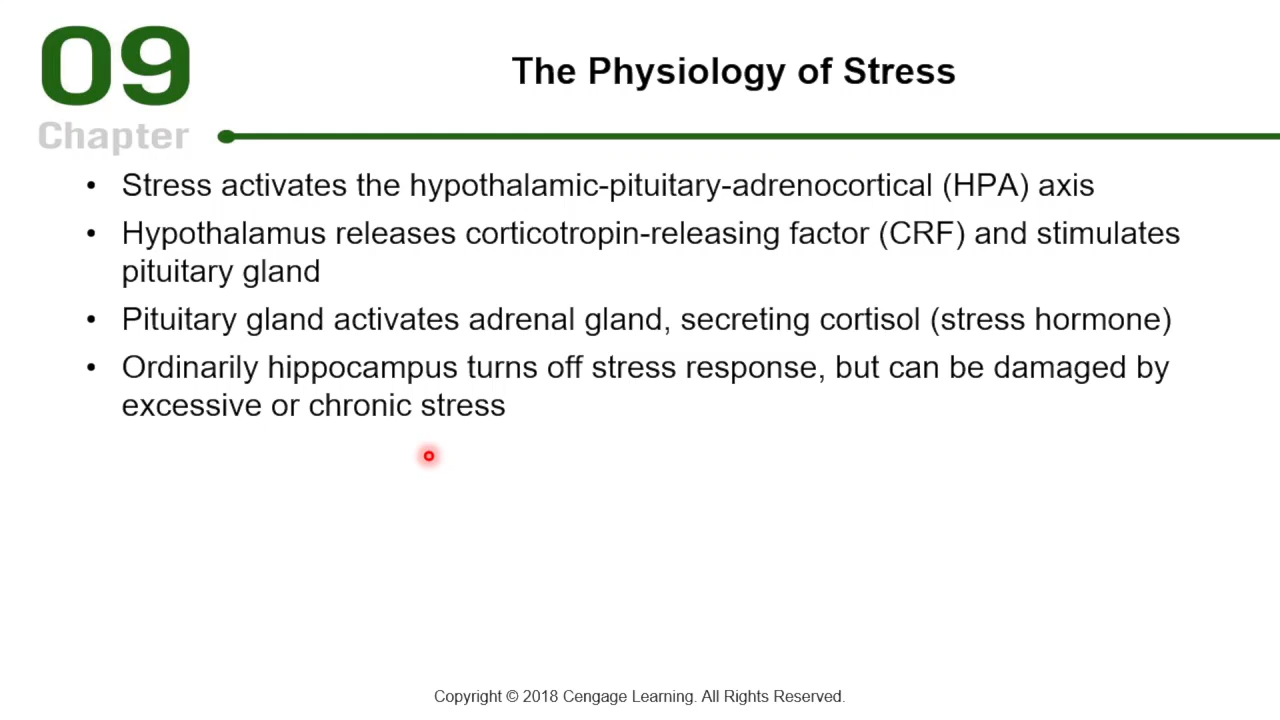 09
Chapter
The Physiology of Stress
• Stress activates the hypothalamic-pituitary-adrenocortical (HPA) axis
• Hypothalamus releases corticotropin-releasing factor (CRF) and stimulates
pituitary gland
• Pituitary gland activates adrenal gland, secreting cortisol (stress hormone)
• Ordinarily hippocampus turns off stress response, but can be damaged by
excessive or chronic stress
Copyright © 2018 Cengage Learning. All Rights Reserved.